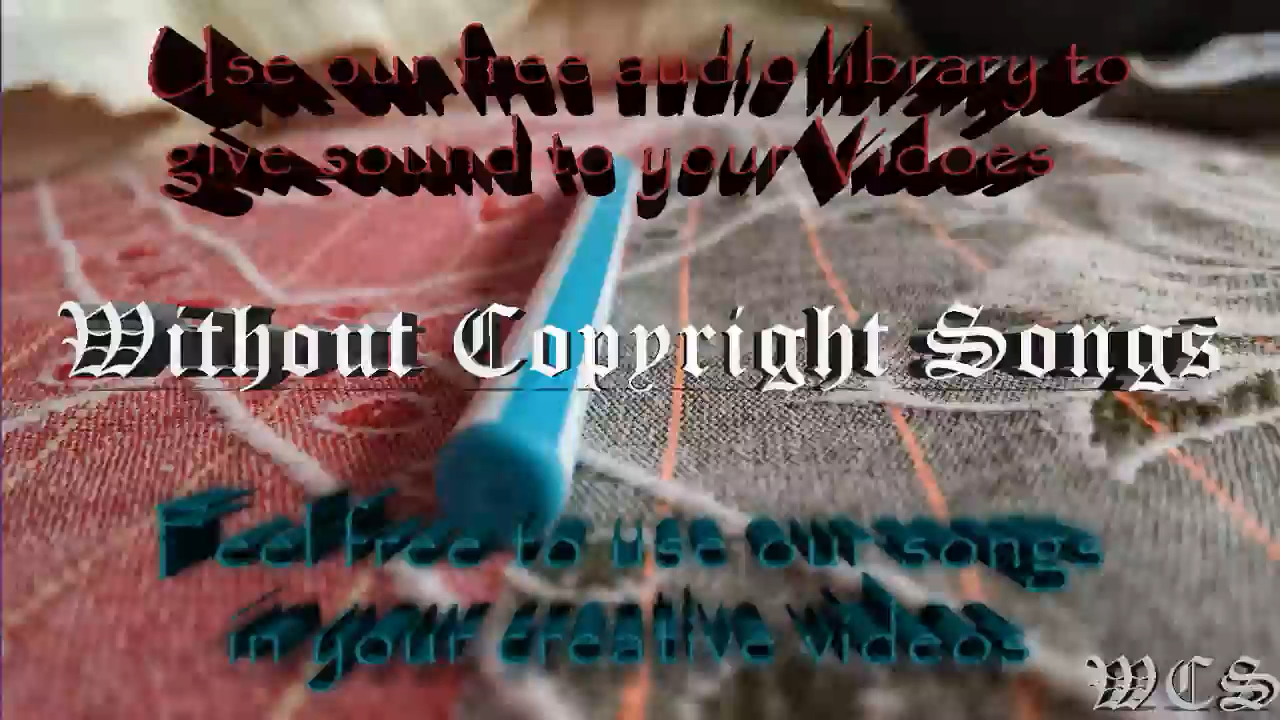 Use our free audio library to
give sound to your Vidoes
Without Copyright Songs
Feel free to use our songs
in your creative videos
WCS